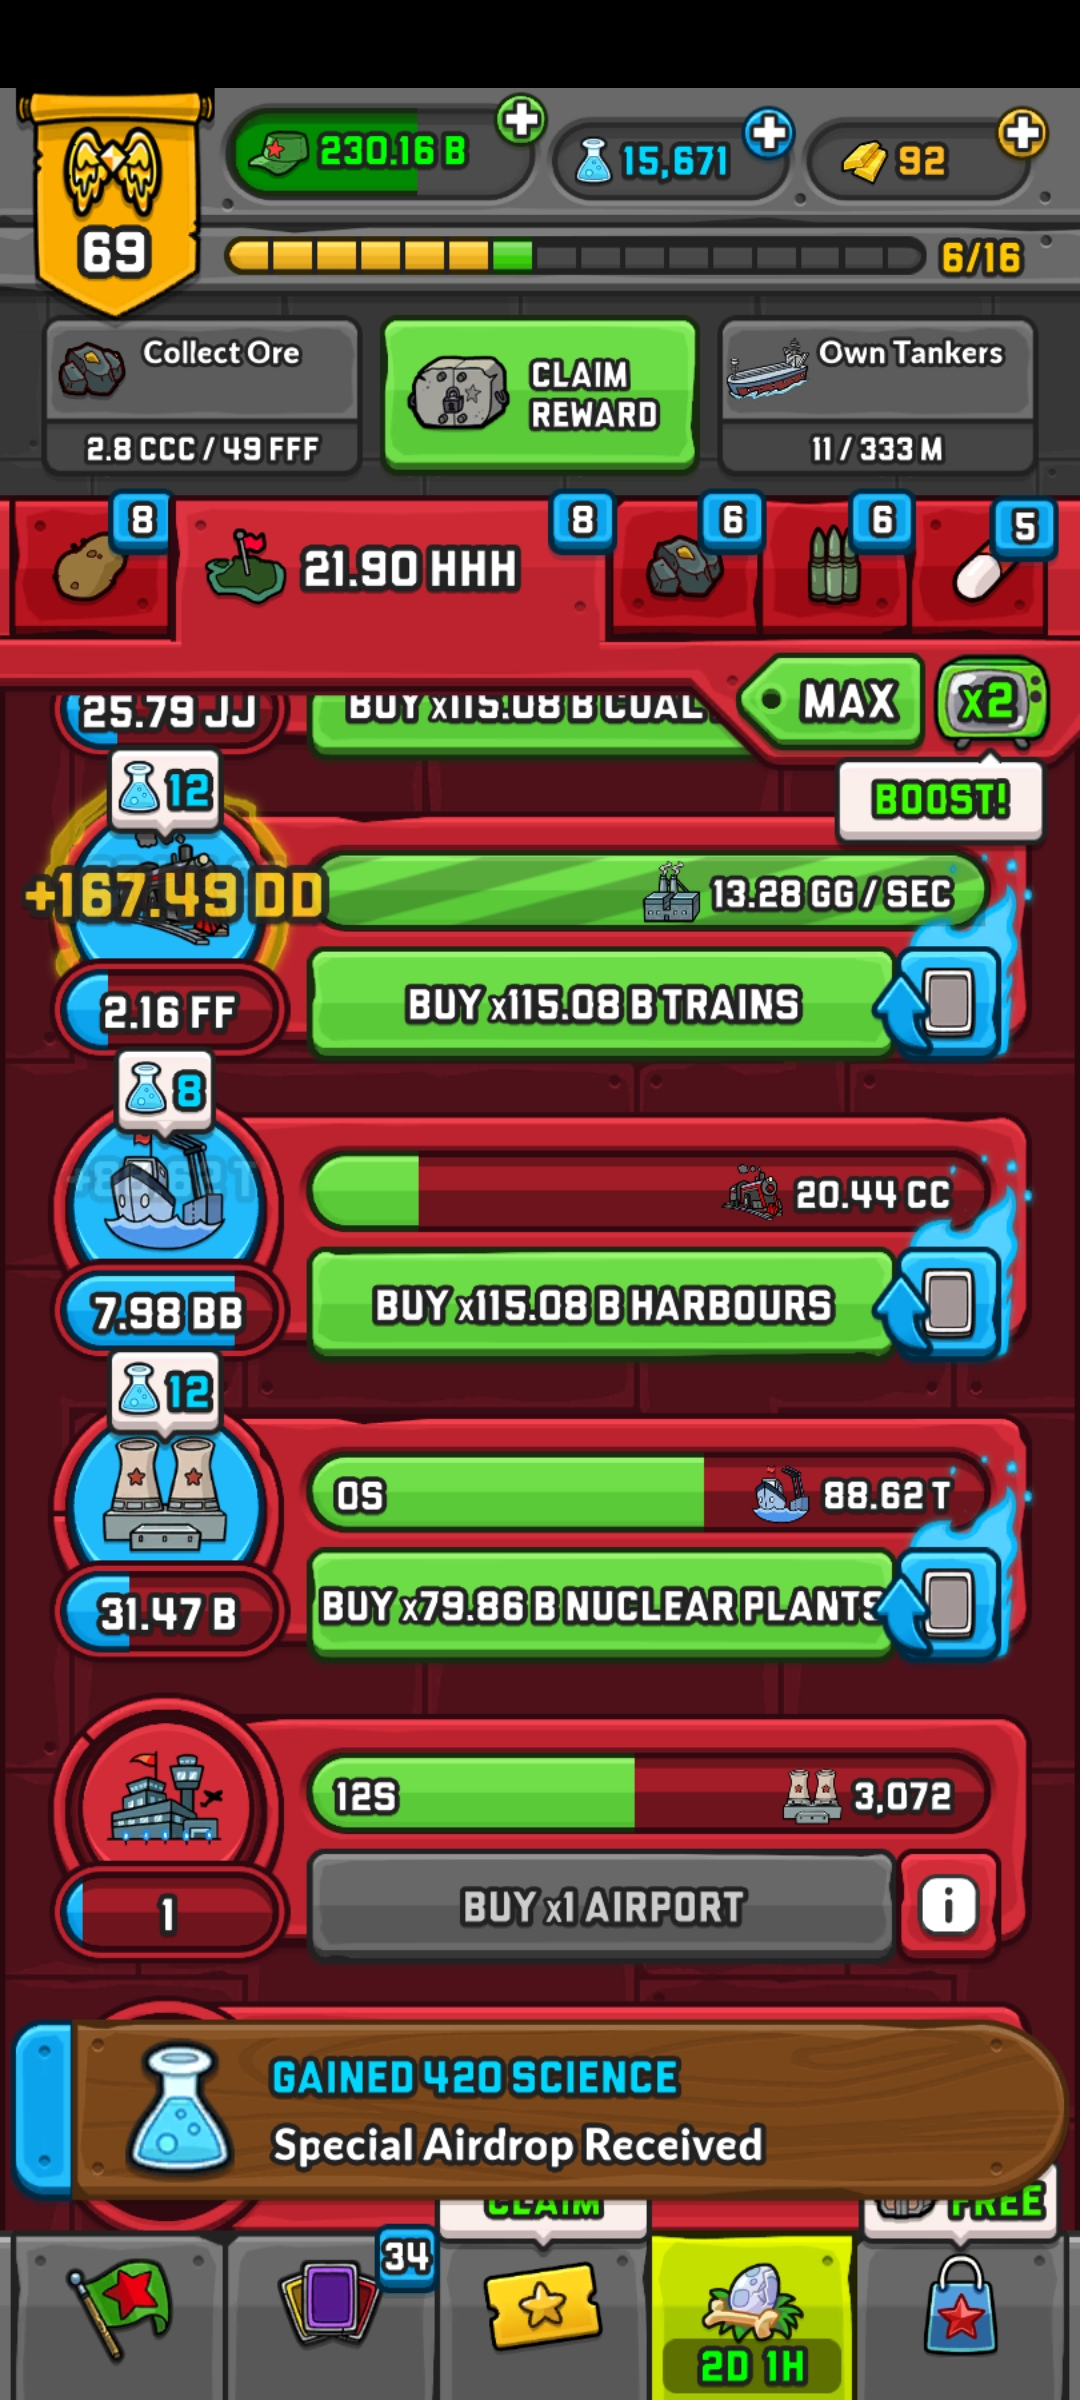 69
230.16 B
15,671
92
6/16
Collect Ore
2.8 CCC / 49 FFF
CLAIM
REWARD
Own Tankers
11 / 333 M
8
21.90 HHH
8
6
6
5
MAX
x2
BOOST!
25.79 JJ
BUY x115.08 B COAL
12
+167.49 DD
13.28 GG / SEC
2.16 FF
BUY x115.08 B TRAINS
8
20.44 CC
7.98 BB
BUY x115.08 B HARBOURS
12
0S
88.62 T
31.47 B
BUY x79.86 B NUCLEAR PLANTS
12S
3,072
1
BUY x1 AIRPORT
i
GAINED 420 SCIENCE
Special Airdrop Received
CLAIM
FREE
34
2D 1H